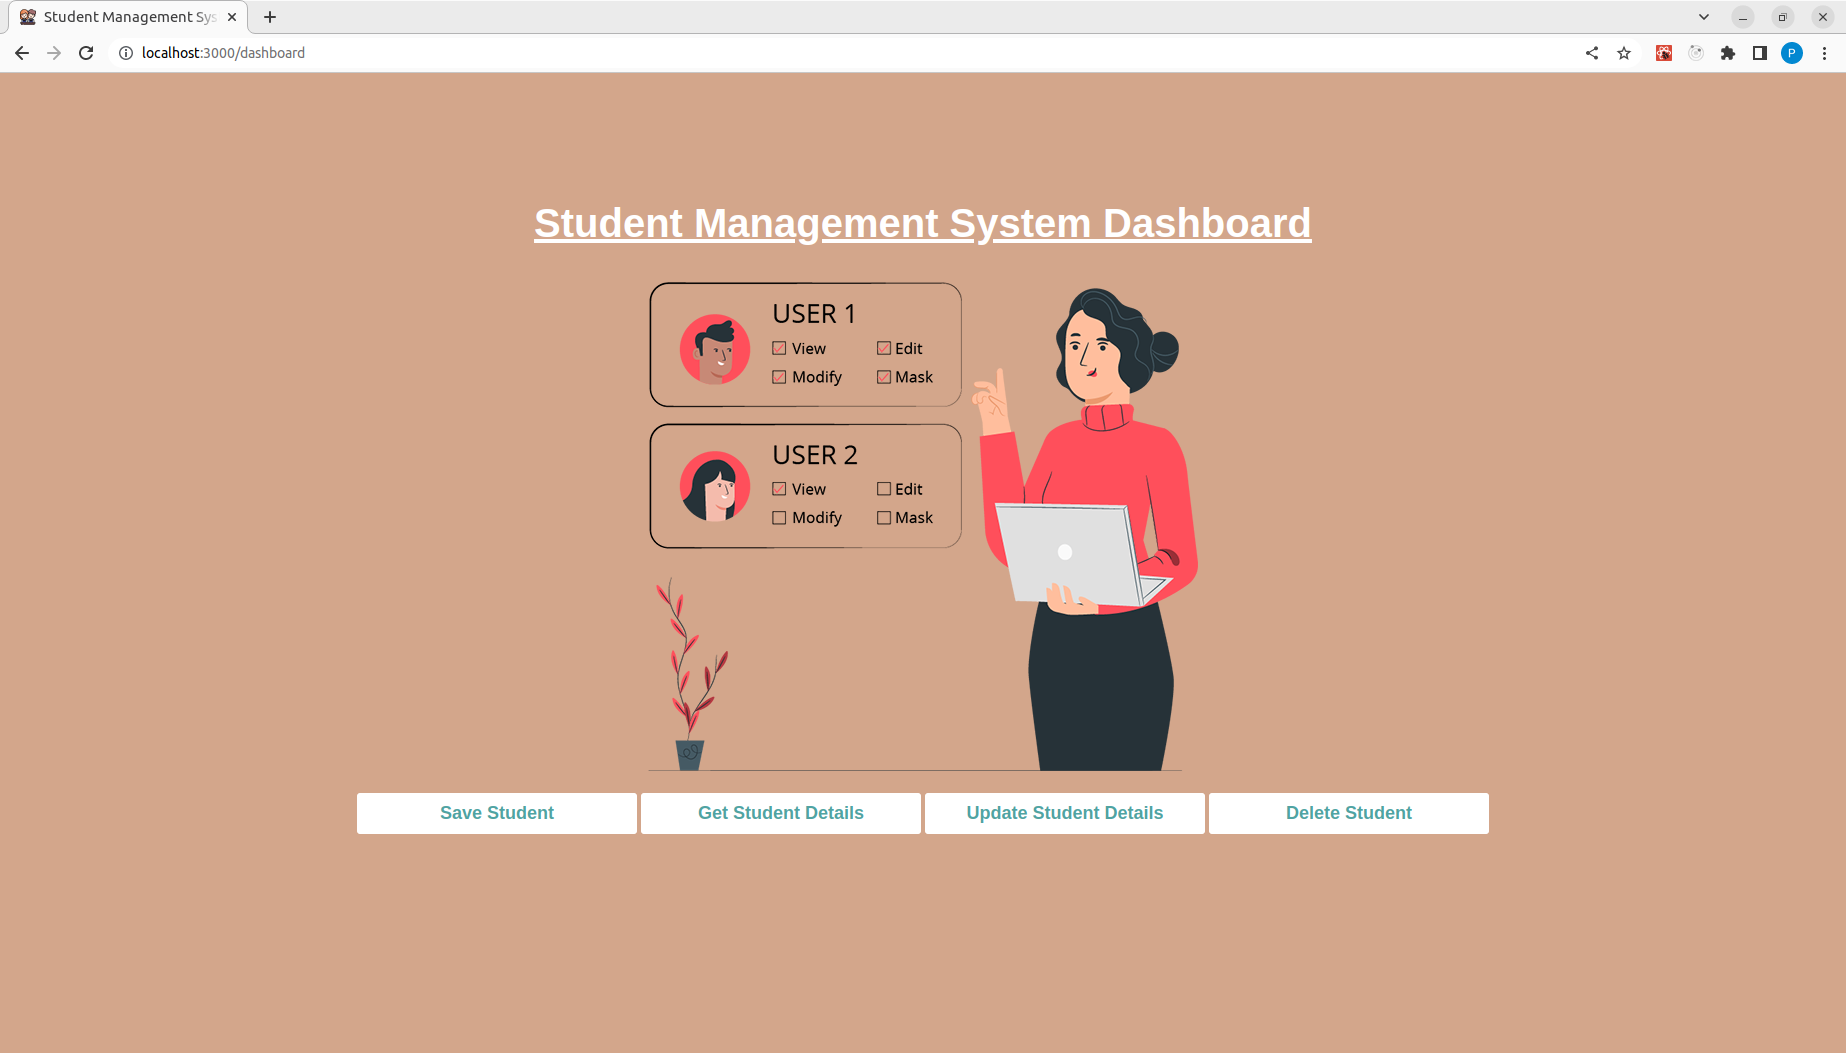 Student Management Sys
localhost:3000/dashboard
P
Student Management System Dashboard
USER 1
View Edit
Modify Mask
USER 2
View Edit
Modify Mask
Save Student Get Student Details Update Student Details Delete Student